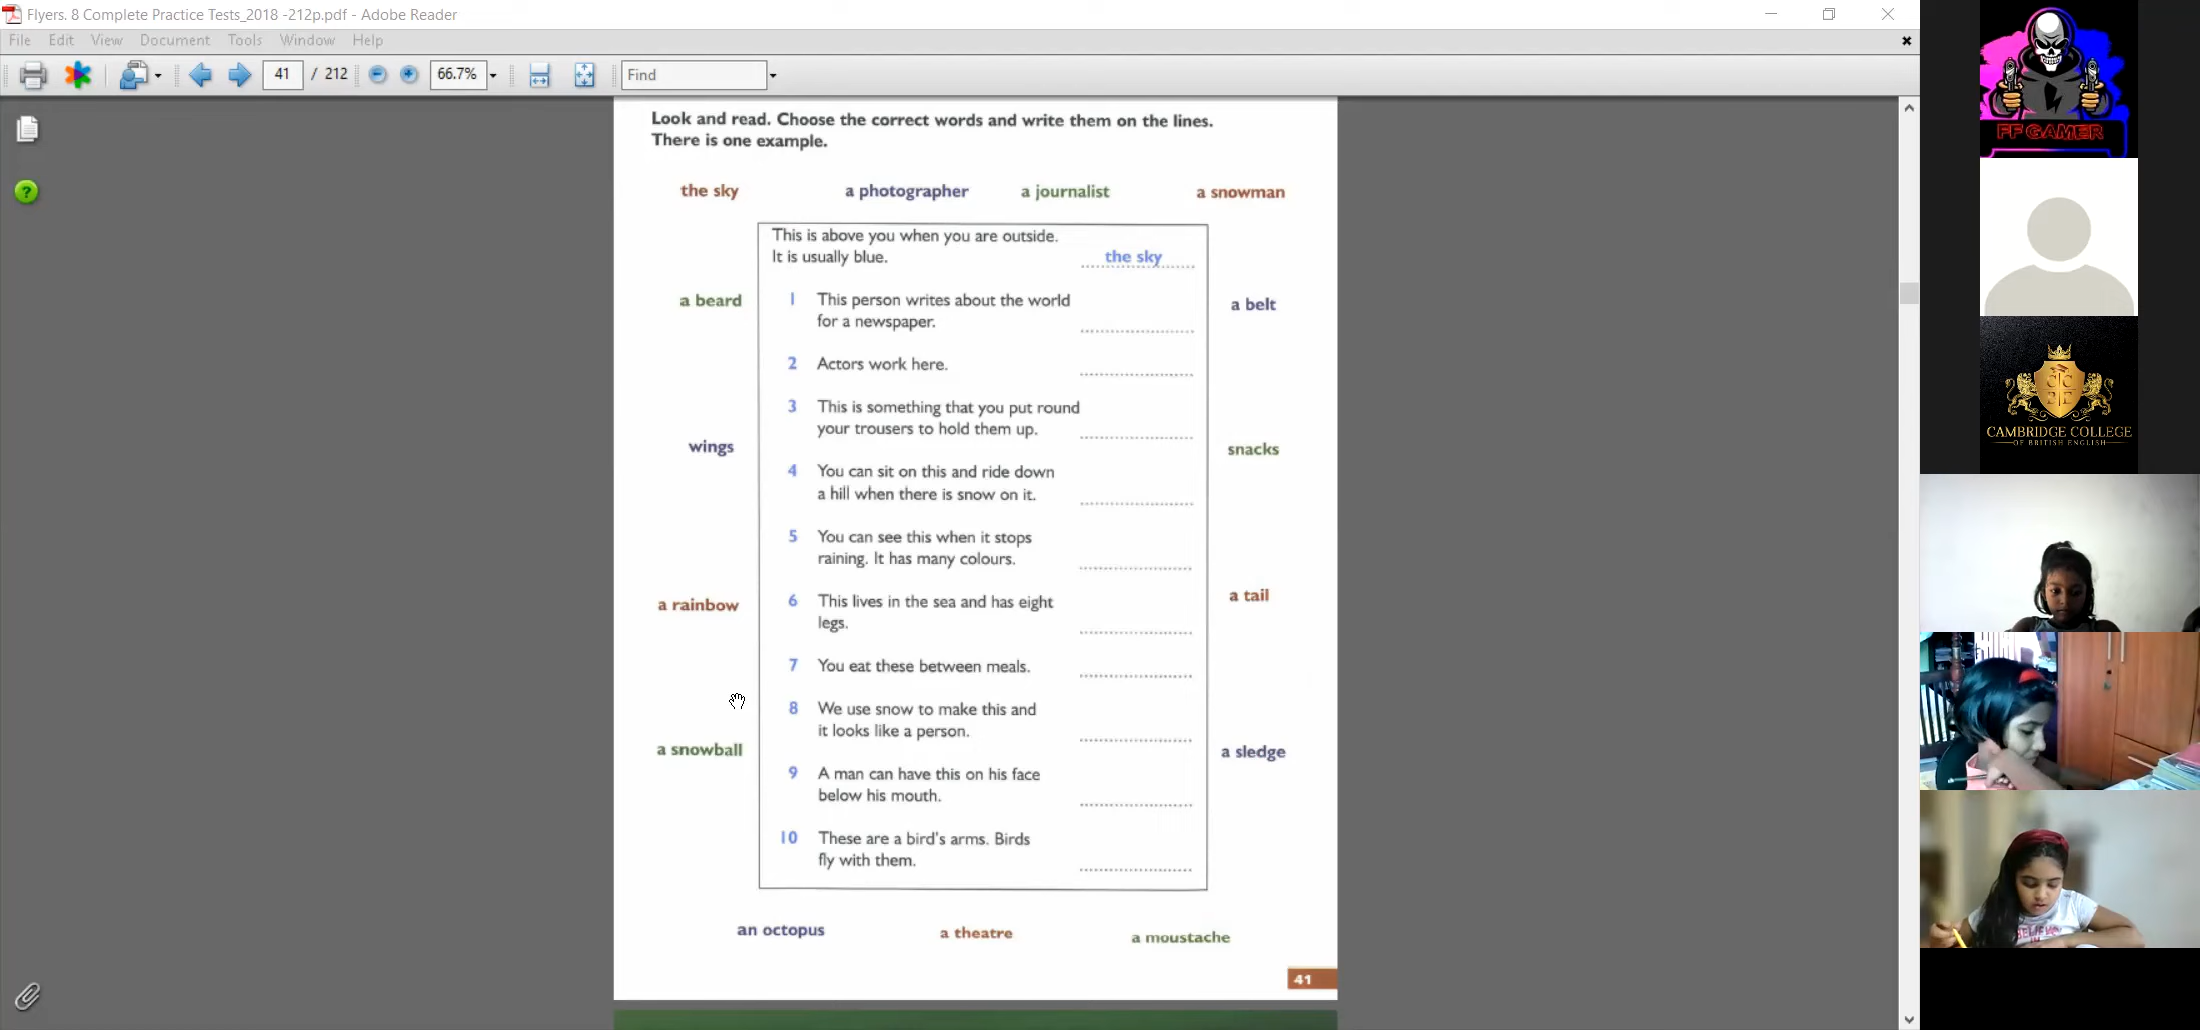 Flyers. 8 Complete Practice Tests_2018 -212p.pdf - Adobe Reader
File Edit View Document Tools Window Help
41 / 212 66.7% Find
Look and read. Choose the correct words and write them on the lines.
There is one example.
the sky a photographer a journalist a snowman
This is above you when you are outside.
It is usually blue. the sky
a beard
1 This person writes about the world
for a newspaper.
a belt
2 Actors work here.
3 This is something that you put round
your trousers to hold them up.
wings
snacks
4 You can sit on this and ride down
a hill when there is snow on it.
5 You can see this when it stops
raining. It has many colours.
a rainbow
6 This lives in the sea and has eight
legs.
a tail
7 You eat these between meals.
8 We use snow to make this and
it looks like a person.
a snowball
a sledge
9 A man can have this on his face
below his mouth.
10 These are a bird's arms. Birds
fly with them.
an octopus a theatre a moustache
41
FF GAMER
CAMBRIDGE COLLEGE
OF BRITISH ENGLISH
BELIEVE
IN